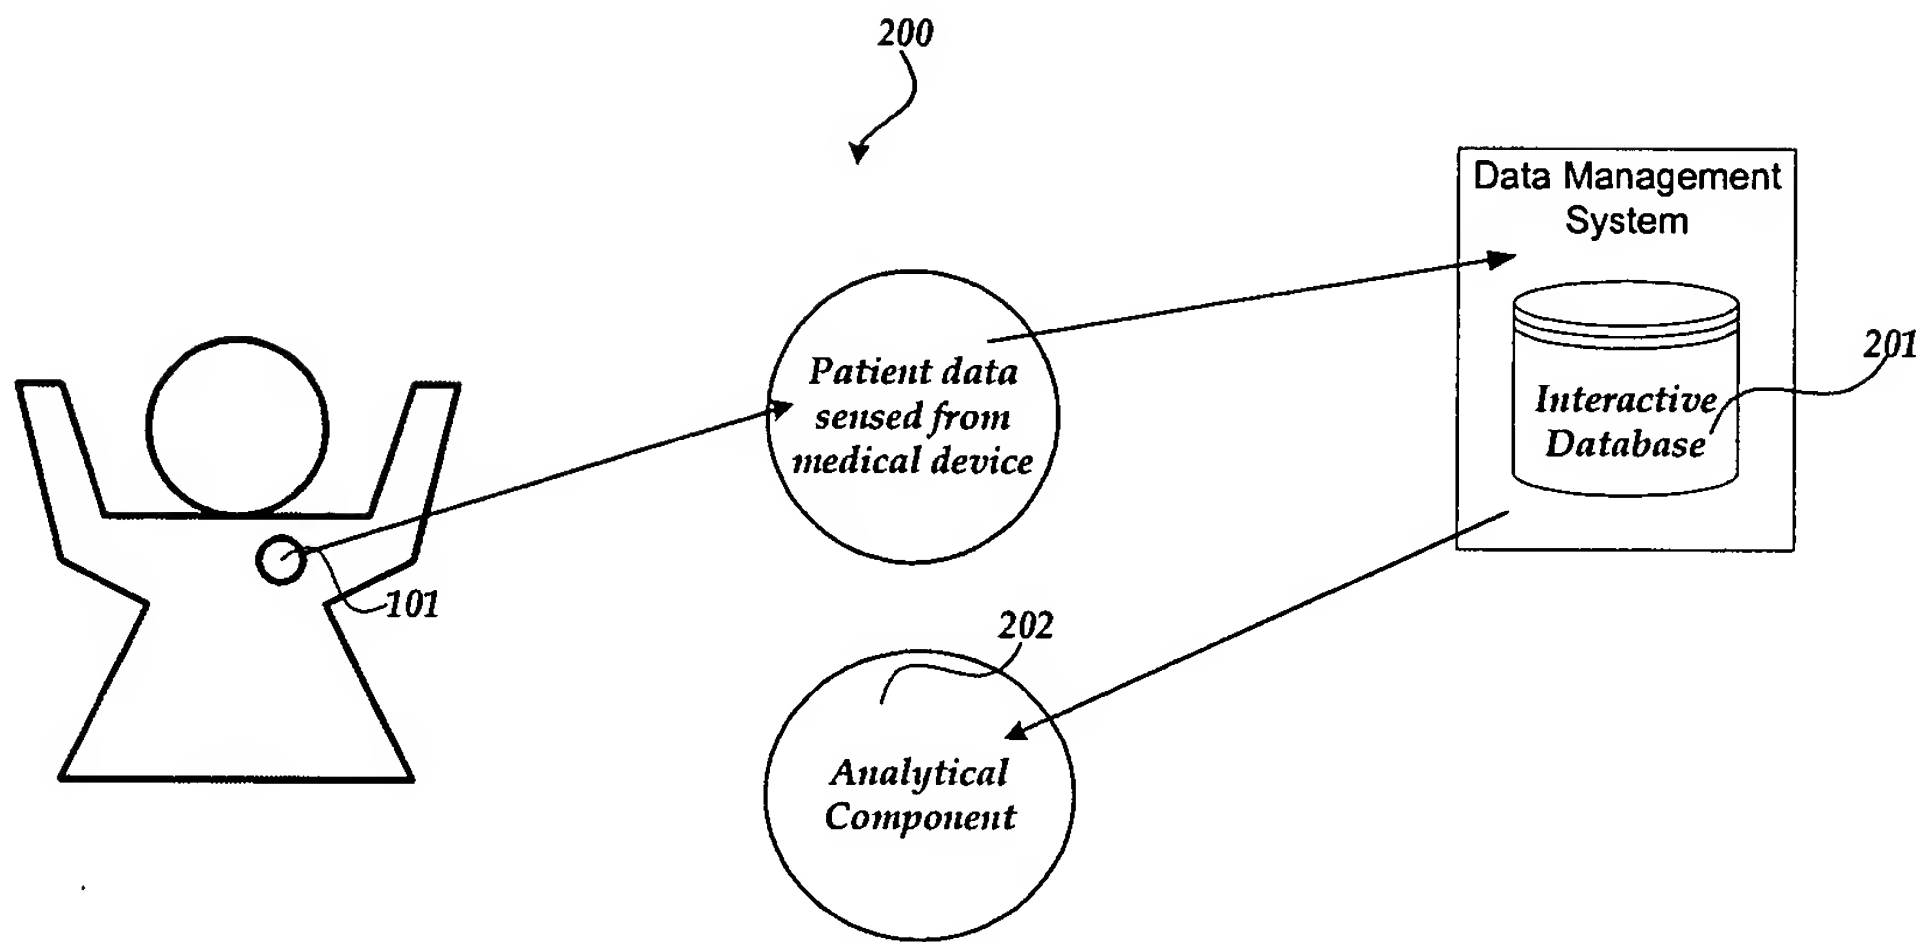 200
Data Management
System
201
Interactive
Database
Patient data
sensed from
medical device
101
202
Analytical
Component